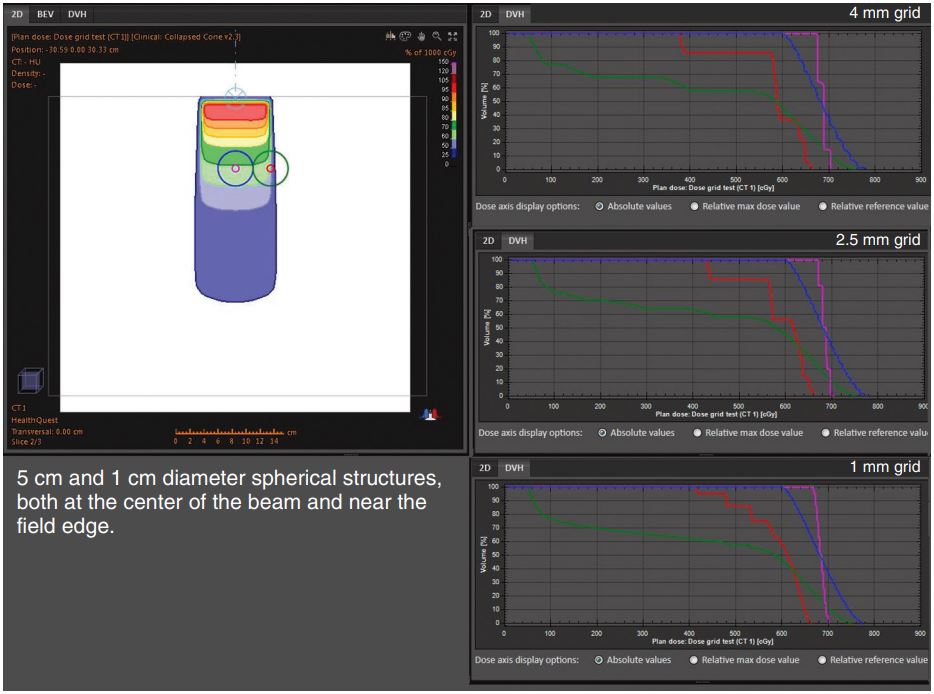 2D BEV DVH
[Plan dose: Dose grid test (CT 1)] [Clinical: Collapsed Cone v2.3]
Position: -30.59 0.00 30.33 cm
CT: - HU
Density: -
Dose: -
% of 1000 cGy
150
120
105
95
90
85
80
70
60
50
25
0
CT1
HealthQuest
Transversal: 0.00 cm
Slice 2/3
0 2 4 6 8 10 12 14 cm
5 cm and 1 cm diameter spherical structures,
both at the center of the beam and near the
field edge.
2D DVH 4 mm grid
100
90
80
70
60
50
40
30
20
10
0
Volume [%]
0 100 200 300 400 500 600 700 800 900
Plan dose: Dose grid test (CT 1) [cGy]
Dose axis display options: Absolute values Relative max dose value Relative reference value
2D DVH 2.5 mm grid
100
90
80
70
60
50
40
30
20
10
0
Volume [%]
0 100 200 300 400 500 600 700 800 900
Plan dose: Dose grid test (CT 1) [cGy]
Dose axis display options: Absolute values Relative max dose value Relative reference valu
2D DVH 1 mm grid
100
90
80
70
60
50
40
30
20
10
0
Volume [%]
0 100 200 300 400 500 600 700 800 900
Plan dose: Dose grid test (CT 1) [cGy]
Dose axis display options: Absolute values Relative max dose value Relative reference value